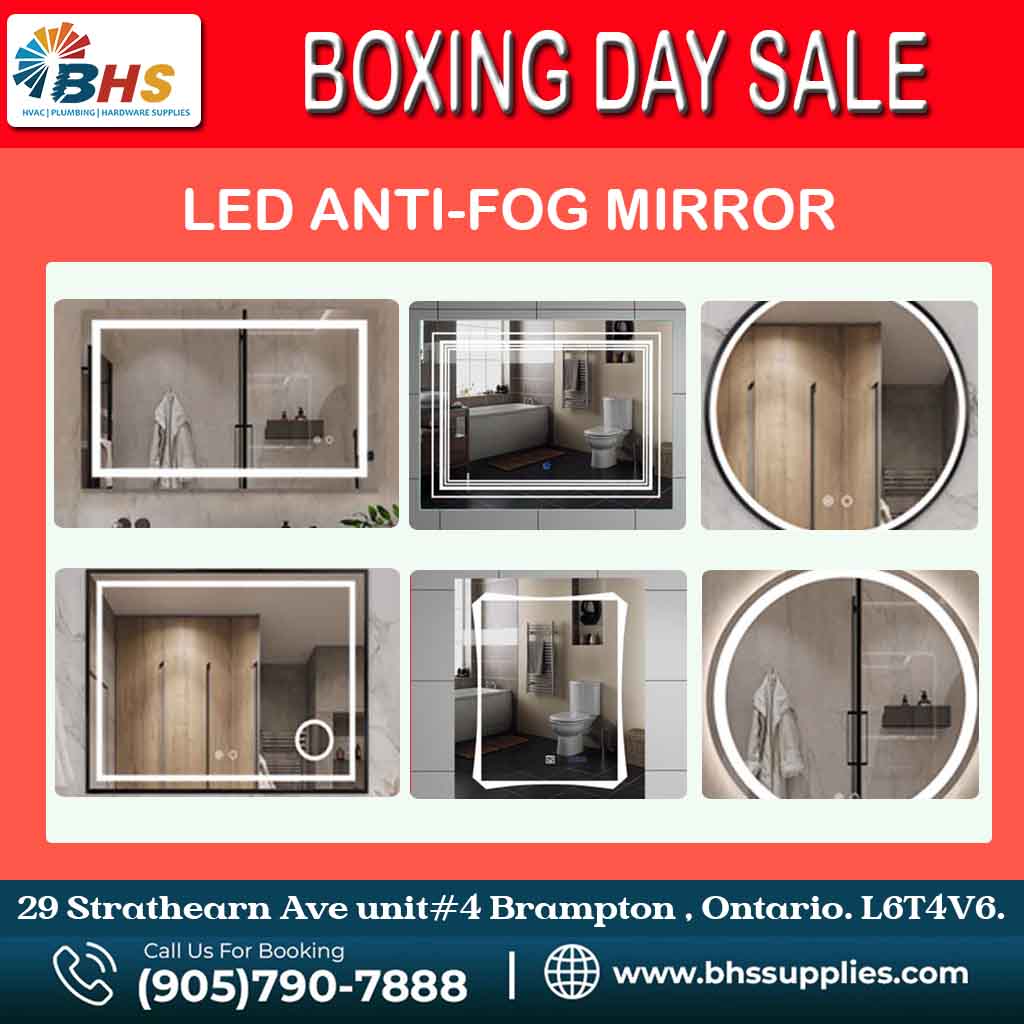 BHS
HVAC | PLUMBING | HARDWARE SUPPLIES
BOXING DAY SALE
LED ANTI-FOG MIRROR
29 Strathearn Ave unit#4 Brampton , Ontario. L6T4V6.
Call Us For Booking
(905)790-7888
www.bhssupplies.com